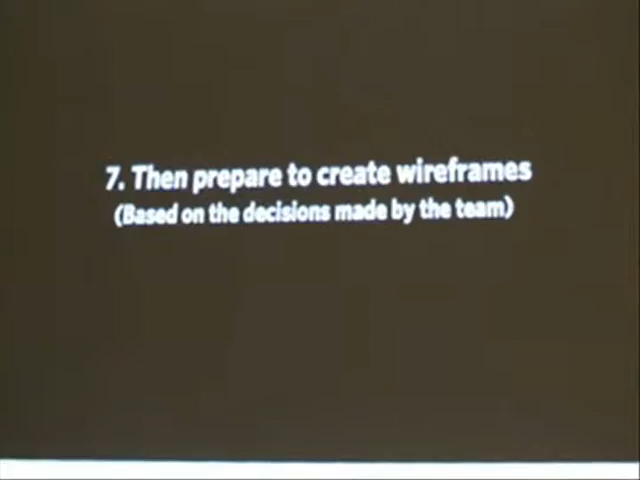 7. Then prepare to create wireframes
(Based on the decisions made by the team)